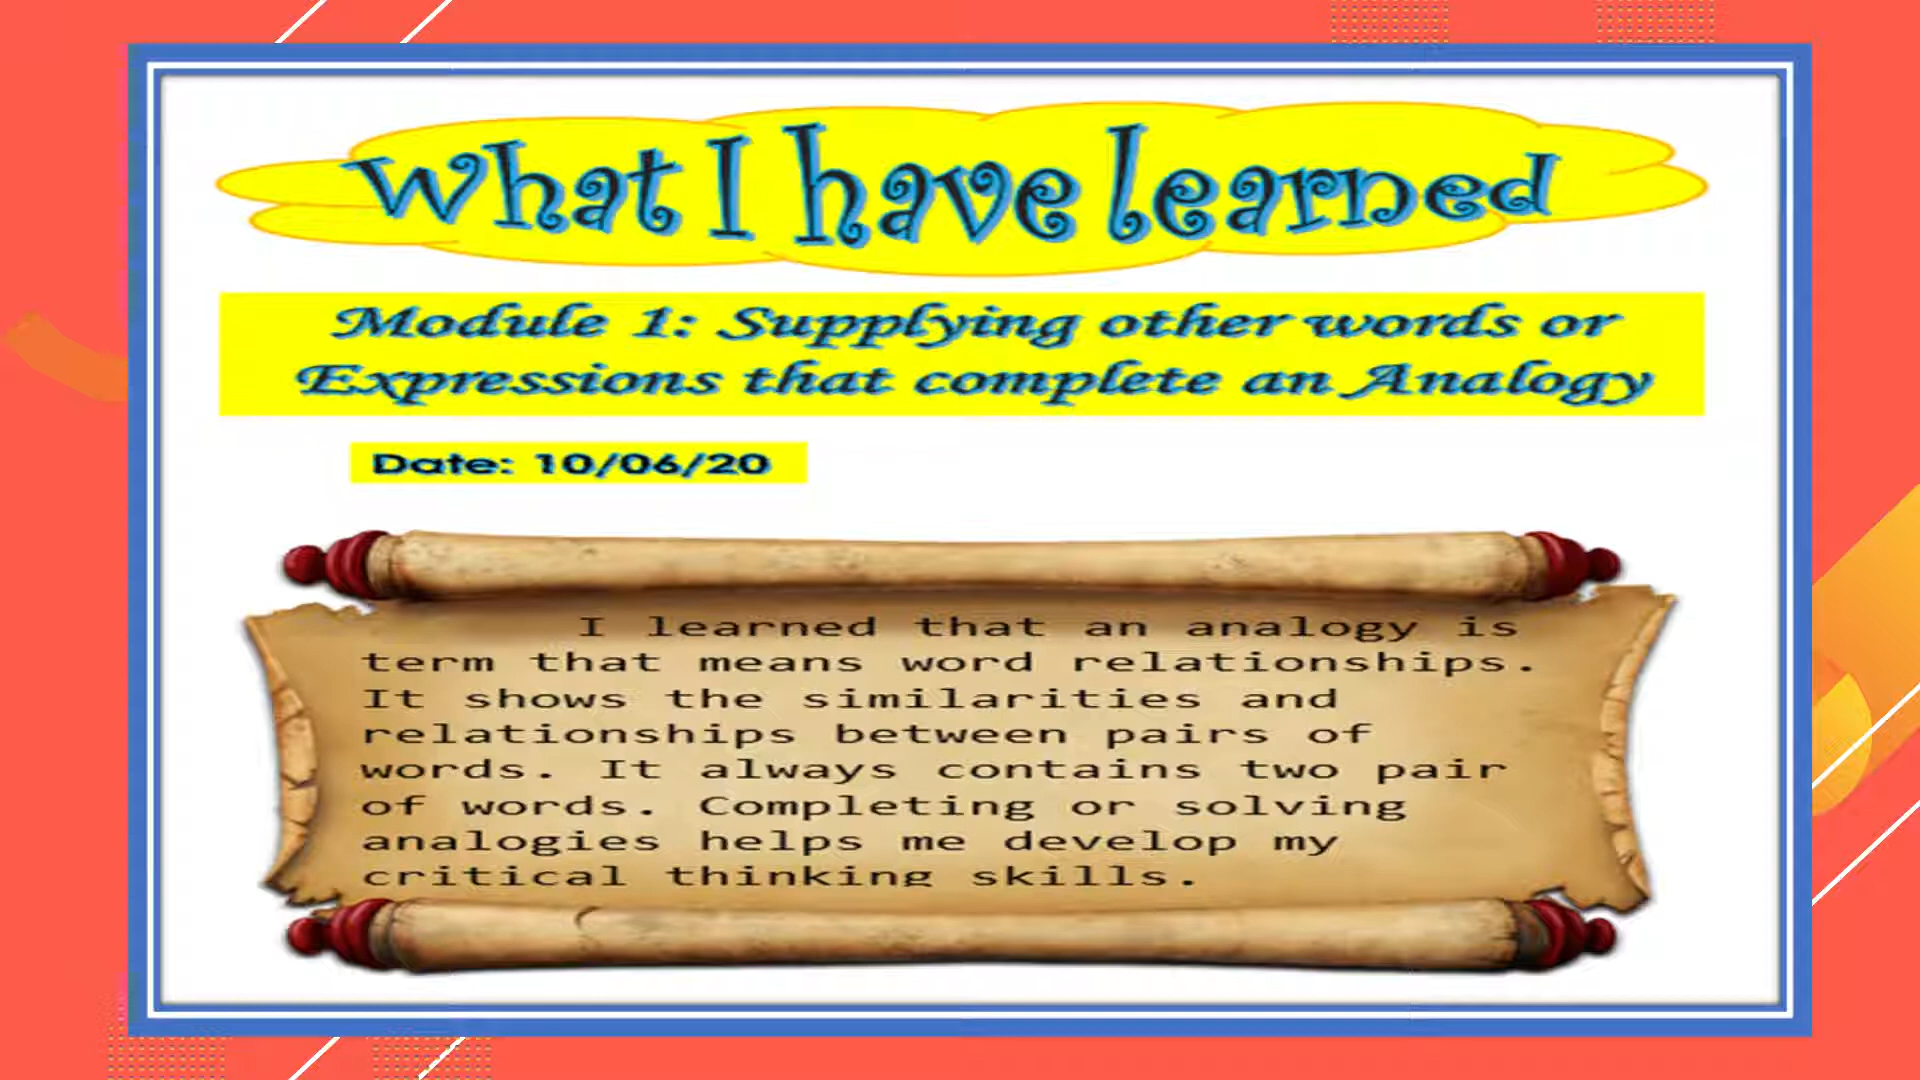 What I have learned
Module 1: Supplying other words or
Expressions that complete an Analogy
Date: 10/06/20
I learned that an analogy is
term that means word relationships.
It shows the similarities and
relationships between pairs of
words. It always contains two pair
of words. Completing or solving
analogies helps me develop my
critical thinking skills.